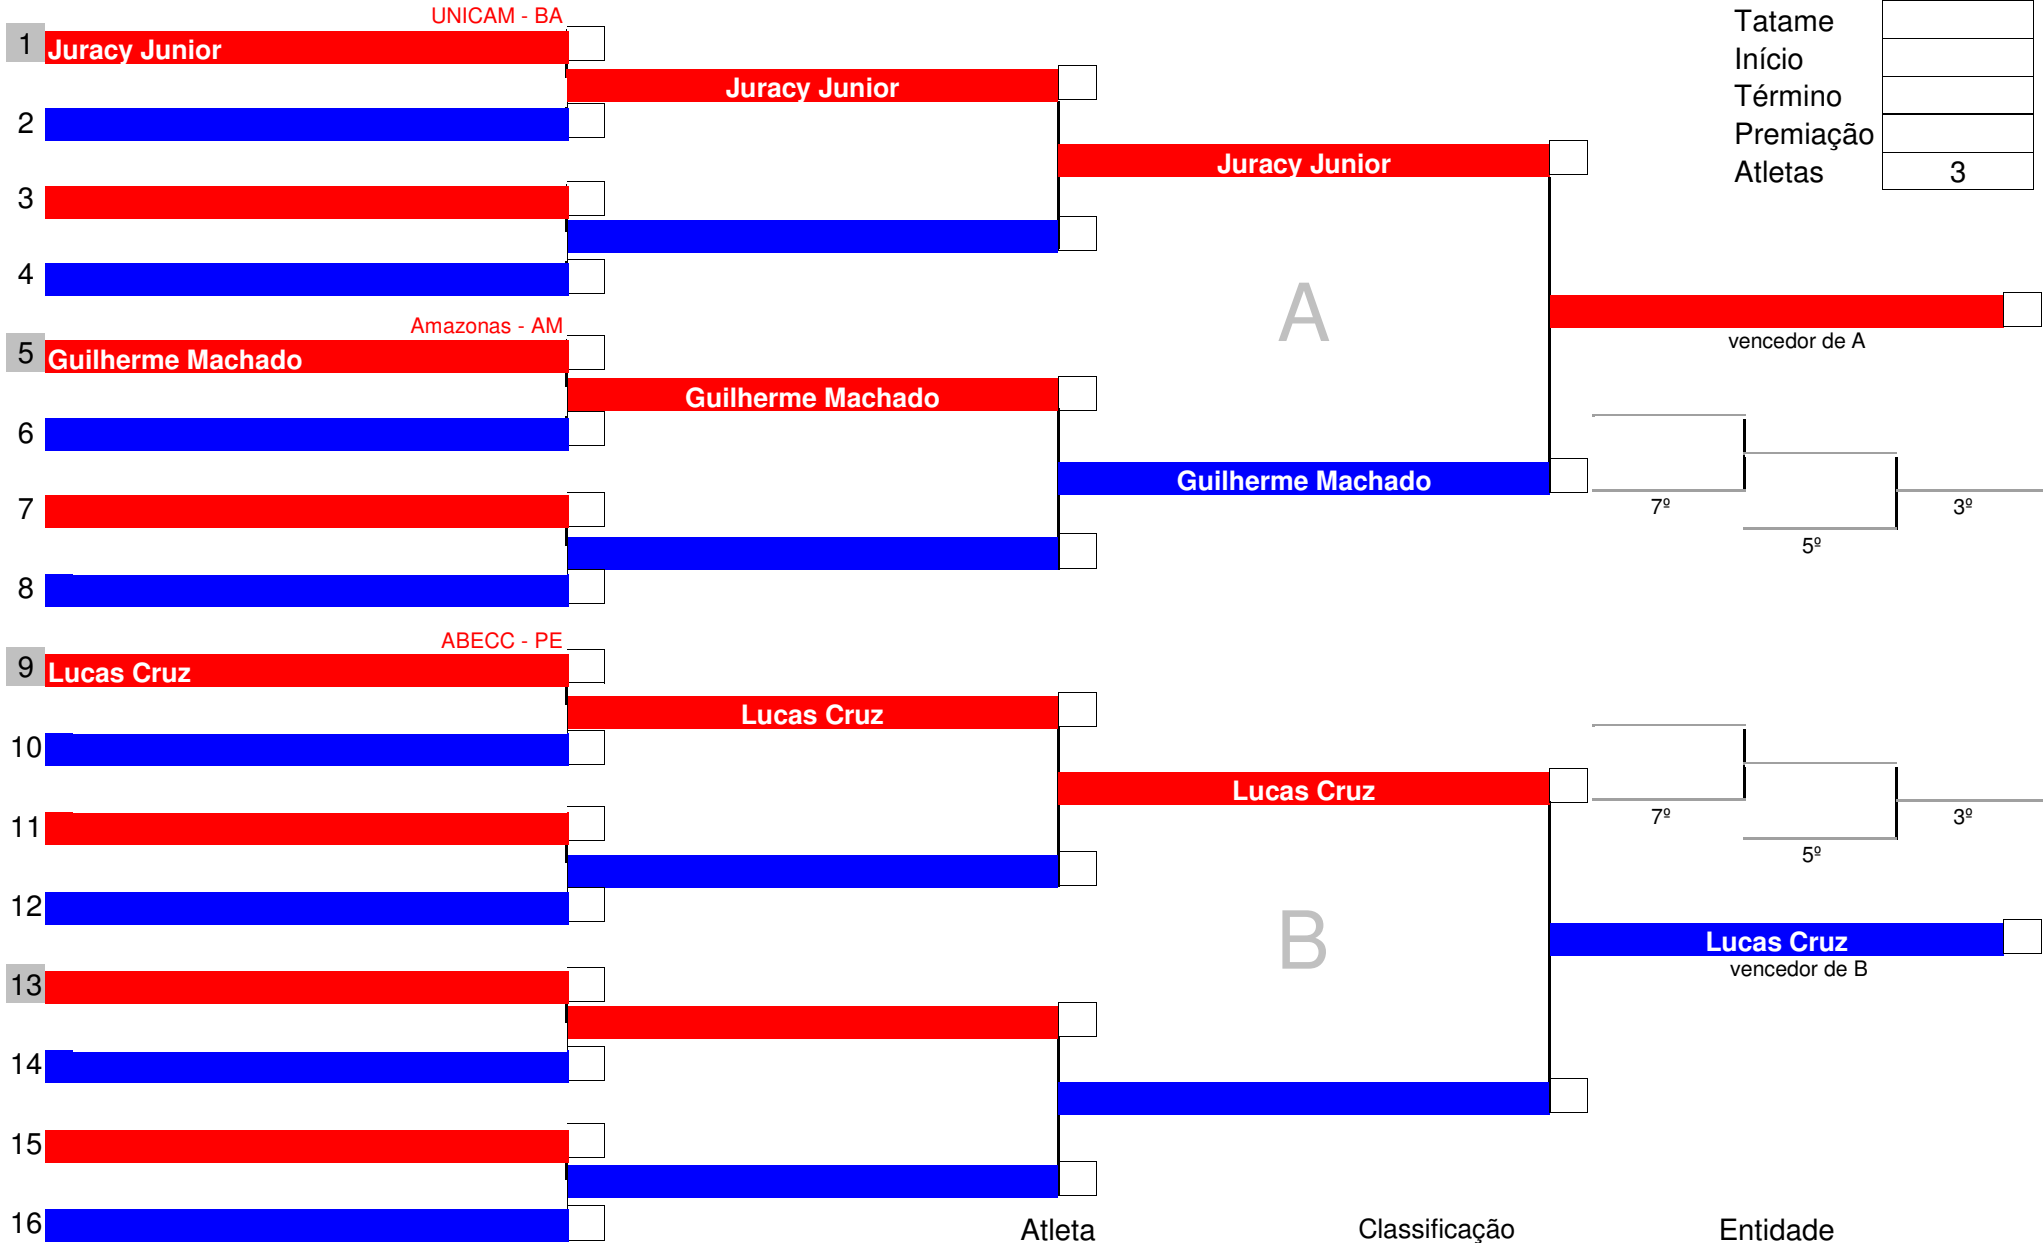 UNICAM - BA
1 Juracy Junior
Juracy Junior
2
Juracy Junior
3
4
Tatame
Início
Término
Premiação
Atletas 3
Amazonas - AM
5 Guilherme Machado
Guilherme Machado
6
Guilherme Machado
7
8
A
vencedor de A
7º
5º
3º
ABECC - PE
9 Lucas Cruz
Lucas Cruz
10
Lucas Cruz
11
12
7º
5º
3º
B
Lucas Cruz
vencedor de B
13
14
15
16
Atleta Classificação Entidade